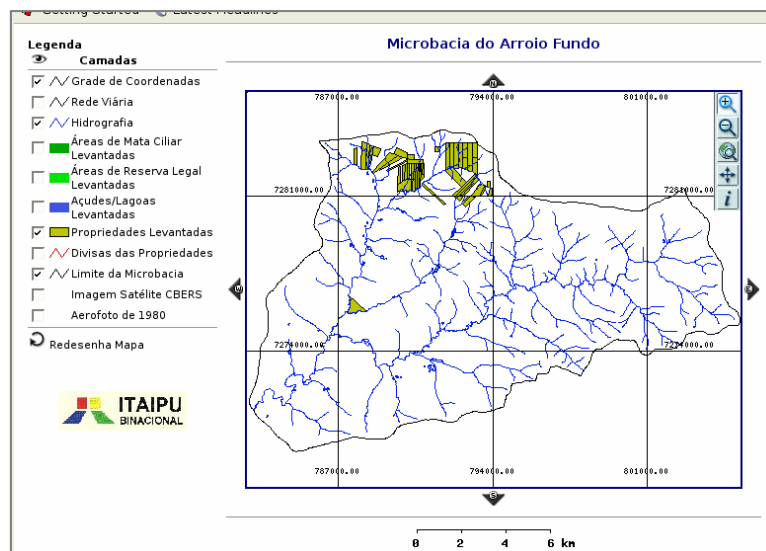 Getting Started
Latest Headlines
Legenda
Camadas
Grade de Coordenadas
Rede Viária
Hidrografia
Áreas de Mata Ciliar
Levantadas
Áreas de Reserva Legal
Levantadas
Açudes/Lagoas
Levantadas
Propriedades Levantadas
Divisas das Propriedades
Limite da Microbacia
Imagem Satélite CBERS
Aerofoto de 1980
Redesenha Mapa
ITAIPU
BINACIONAL
Microbacia do Arroio Fundo
N
787000.00 794000.00 801000.00
7281000.00 7281000.00
W
7274000.00 7274000.00
787000.00 794000.00 801000.00
S
i
0 2 4 6 km